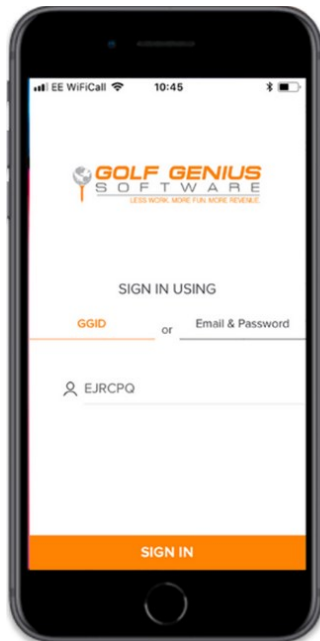 EE WiFiCall 10:45
GOLF GENIUS
SOFTWARE
LESS WORK. MORE FUN. MORE REVENUE.
SIGN IN USING
GGID or Email & Password
EJRCPQ
SIGN IN